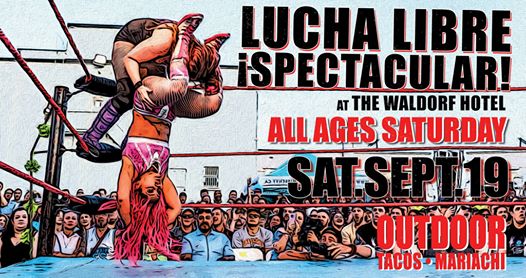 LUCHA LIBRE
¡SPECTACULAR!
AT THE WALDORF HOTEL
ALL AGES SATURDAY
SAT.SEPT.19
OUTDOOR
TACOS • MARIACHI